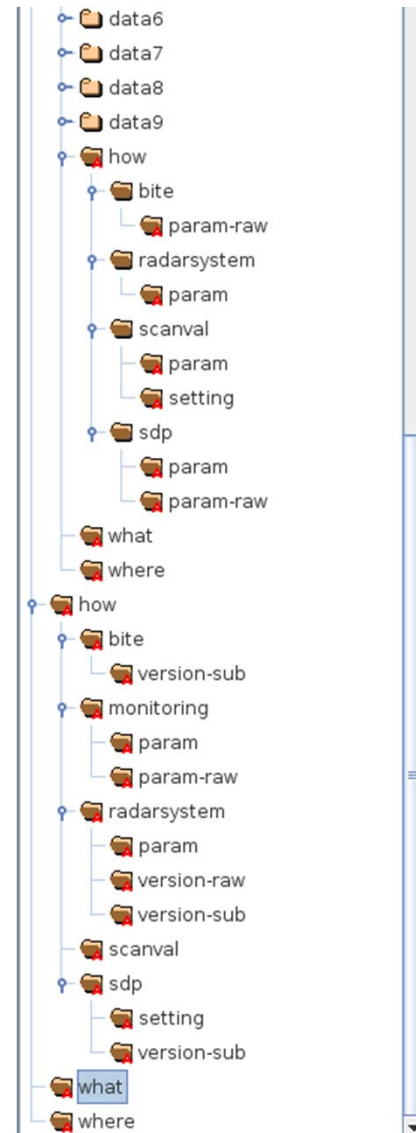 data6
data7
data8
data9
how
bite
param-raw
radarsystem
param
scanval
param
setting
sdp
param
param-raw
what
where
how
bite
version-sub
monitoring
param
param-raw
radarsystem
param
version-raw
version-sub
scanval
sdp
setting
version-sub
what
where